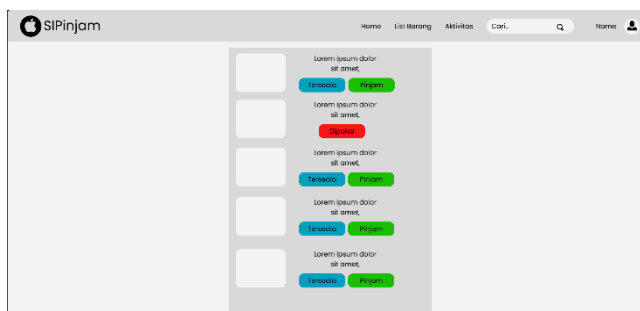 SIPinjam
Home List Barang Aktivitas Cari.. Name
Lorem ipsum dolor
sit amet,
Tersedia Pinjam
Lorem ipsum dolor
sit amet,
Dipakai
Lorem ipsum dolor
sit amet,
Tersedia Pinjam
Lorem ipsum dolor
sit amet,
Tersedia Pinjam
Lorem ipsum dolor
sit amet,
Tersedia Pinjam